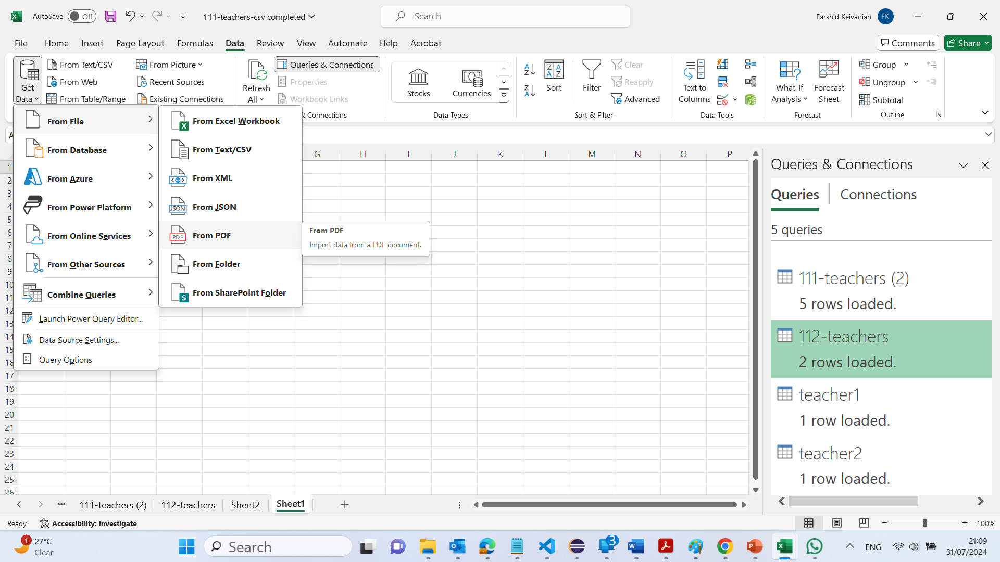 AutoSave Off 111-teachers-csv completed Search Farshid Keivanian FK
File Home Insert Page Layout Formulas Data Review View Automate Help Acrobat Comments Share
Get Data
From Text/CSV
From Web
From Table/Range
From Picture
Recent Sources
Existing Connections
Refresh All
Queries & Connections
Properties
Workbook Links
& Connections
Stocks
Currencies
Data Types
Sort
Filter
Clear
Reapply
Advanced
Sort & Filter
Text to Columns
Data Tools
What-If Analysis
Forecast Sheet
Forecast
Group
Ungroup
Subtotal
Outline
From File
From Database
From Azure
From Power Platform
From Online Services
From Other Sources
Combine Queries
Launch Power Query Editor...
Data Source Settings...
Query Options
From Excel Workbook
From Text/CSV
From XML
JSON From JSON
PDF From PDF
From Folder
From SharePoint Folder
From PDF
Import data from a PDF document.
G H I J K L M N O P
1
2
3
4
5
6
7
8
9
10
11
12
13
14
15
16
17
18
19
20
21
22
23
24
25
26
Queries & Connections
Queries Connections
5 queries
111-teachers (2)
5 rows loaded.
112-teachers
2 rows loaded.
teacher1
1 row loaded.
teacher2
1 row loaded.
111-teachers (2) 112-teachers Sheet2 Sheet1
Ready Accessibility: Investigate 100%
1 27°C
Clear
Search
3
ENG
21:09
31/07/2024